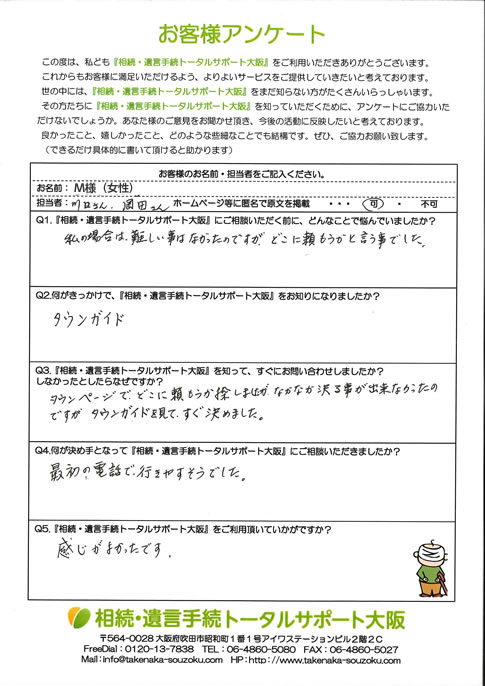 お客様アンケート
この度は、私ども『相続・遺言手続トータルサポート大阪』をご利用いただきありがとうございます。
これからもお客様に満足いただけるよう、よりよいサービスをご提供していきたいと考えております。
世の中には、『相続・遺言手続トータルサポート大阪』をまだ知らない方がたくさんいらっしゃいます。
その方たちに『相続・遺言手続トータルサポート大阪』を知っていただくために、アンケートにご協力いた
だけないでしょうか。あなた様のご意見をお聞かせ頂き、今後の活動に反映したいと考えております。
良かったこと、嬉しかったこと、どのような些細なことでも結構です。ぜひ、ご協力お願い致します。
（できるだけ具体的に書いて頂けると助かります）
お客様のお名前・担当者をご記入ください。
お名前：M様（女性）
担当者：川口さん、園田さん ホームページ等に匿名で原文を掲載 ・・・ 可 ・ 不可
Q1.『相続・遺言手続トータルサポート大阪』にご相談いただく前に、どんなことで悩んでいましたか？
私の場合は、難しい事はなかったのですが どこに頼もうかと言う事でした。
Q2.何がきっかけで、『相続・遺言手続トータルサポート大阪』をお知りになりましたか？
タウンガイド
Q3.『相続・遺言手続トータルサポート大阪』を知って、すぐにお問い合わせしましたか？
しなかったとしたらなぜですか？
タウンページで、どこに頼もうか捜しましたが、なかなか決る事が出来なかったの
ですが タウンガイドを見て、すぐ決めました。
Q4.何が決め手となって『相続・遺言手続トータルサポート大阪』にご相談いただきましたか？
最初の電話で、行きやすそうでした。
Q5.『相続・遺言手続トータルサポート大阪』をご利用頂いていかがですか？
感じがよかったです。
相続・遺言手続トータルサポート大阪
〒564-0028 大阪府吹田市昭和町１番１号アイワステーションビル２階２C
FreeDial：0120-13-7838 TEL：06-4860-5080 FAX：06-4860-5027
Mail：info@takenaka-souzoku.com HP：http://www.takenaka-souzoku.com